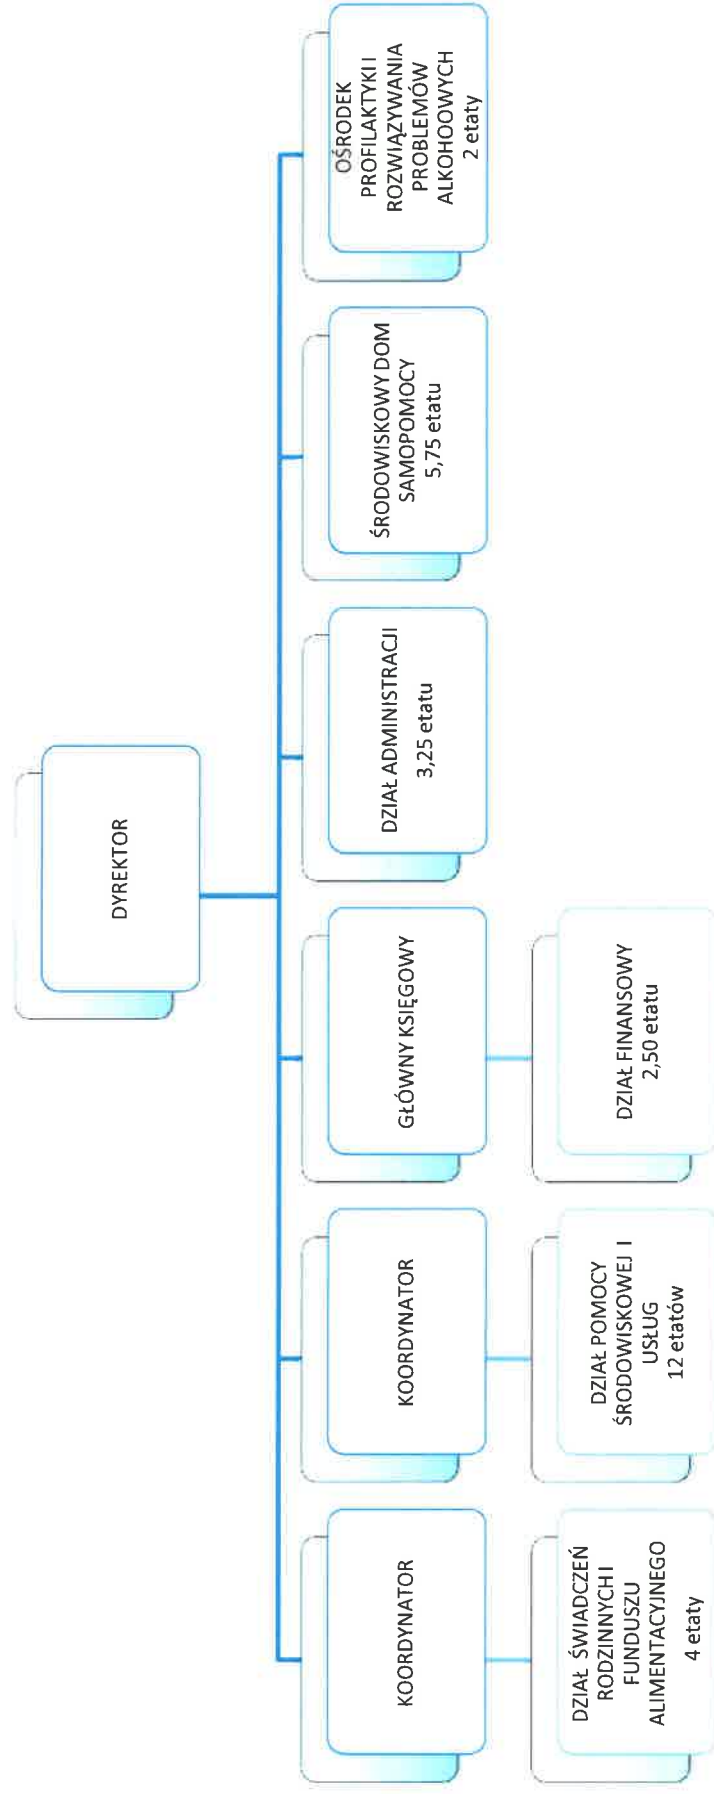 DYREKTOR
KOORDYNATOR
KOORDYNATOR
GŁÓWNY KSIĘGOWY
DZIAŁ ADMINISTRACJI
3,25 etatu
ŚRODOWISKOWY DOM
SAMOPOMOCY
5,75 etatu
OŚRODEK
PROFILAKTYKI I
ROZWIĄZYWANIA
PROBLEMÓW
ALKOHOOWYCH
2 etaty
DZIAŁ ŚWIADCZEŃ
RODZINNYCH I
FUNDUSZU
ALIMENTACYJNEGO
4 etaty
DZIAŁ POMOCY
ŚRODOWISKOWEJ I
USŁUG
12 etatów
DZIAŁ FINANSOWY
2,50 etatu